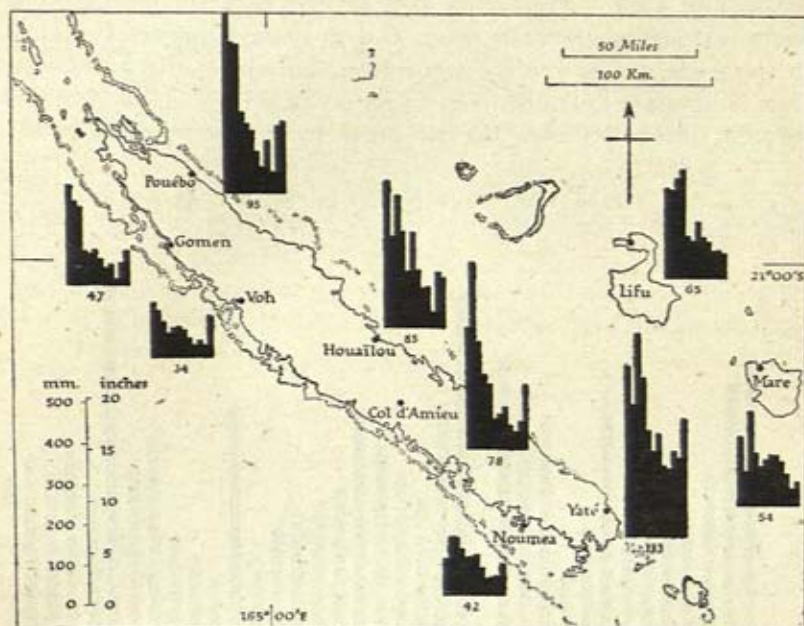 50 Miles
100 Km.
Pouébo
95
Gomen
47
Voh
34
Houaïlou
85
Lifu
65
21°00'S
Mare
54
Col d'Amieu
78
Yaté
Noumea
42
mm. inches
500 20
400 15
300 10
200
100 5
0 0
165°00'E